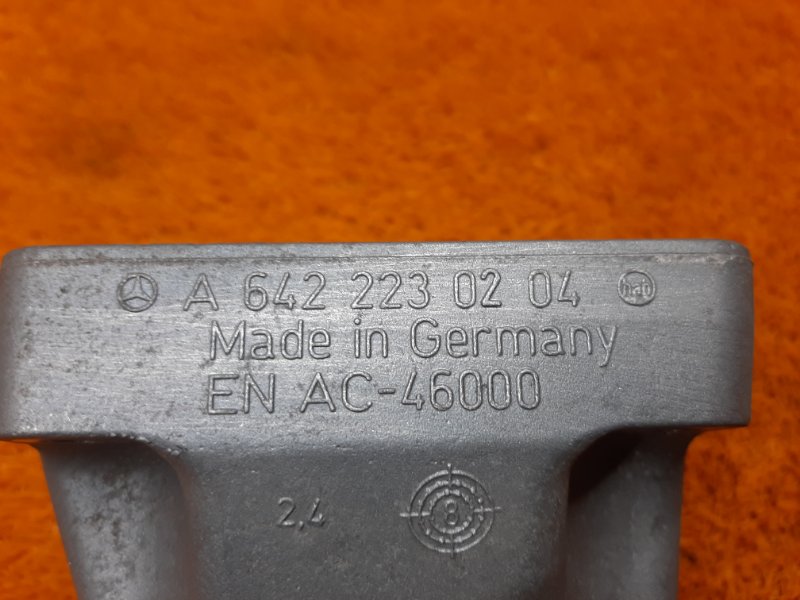 A 642 223 02 04
Made in Germany
EN AC-46000
2,4
8